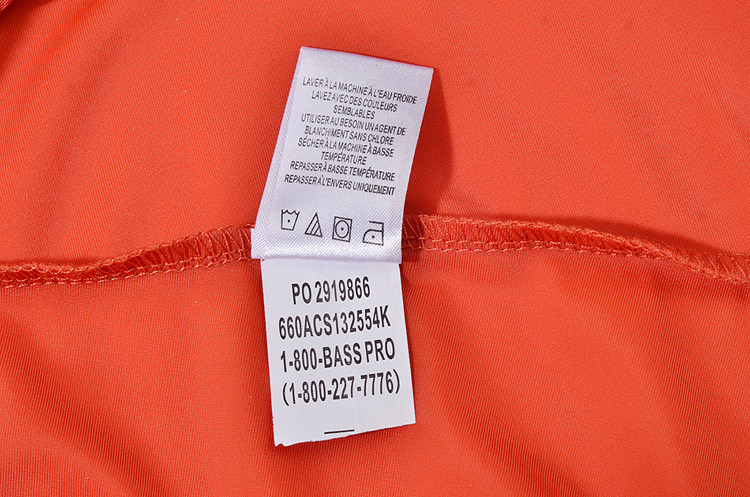 LAVER À LA MACHINE À L'EAU FROIDE
LAVEZ AVEC DES COULEURS
SEMBLABLES
UTILISER AU BESOIN UN AGENT DE
BLANCHIMENT SANS CHLORE
SÉCHER À LA MACHINE À BASSE
TEMPÉRATURE
REPASSER À BASSE TEMPÉRATURE
REPASSER À L'ENVERS UNIQUEMENT
PO 2919866
660ACS132554K
1-800-BASS PRO
(1-800-227-7776)